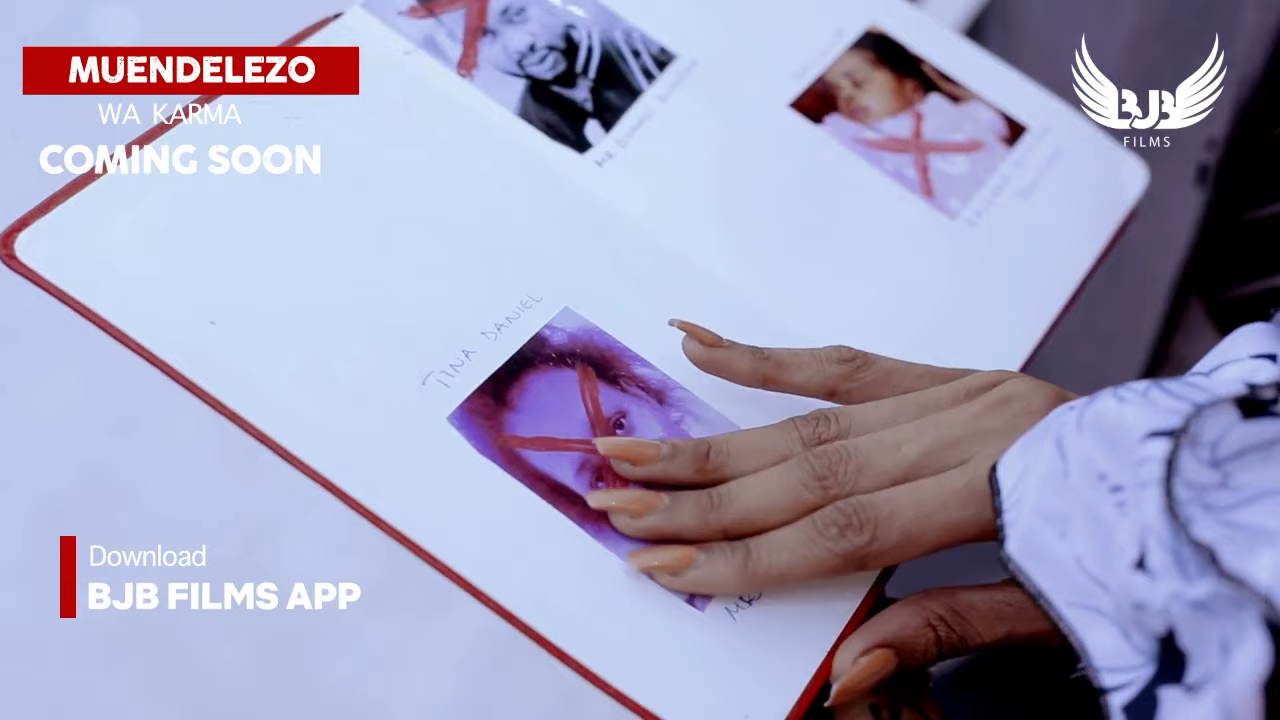 MUENDELEZO
WA KARMA
COMING SOON
BJB
FILMS
TINA DANIEL
Download
BJB FILMS APP